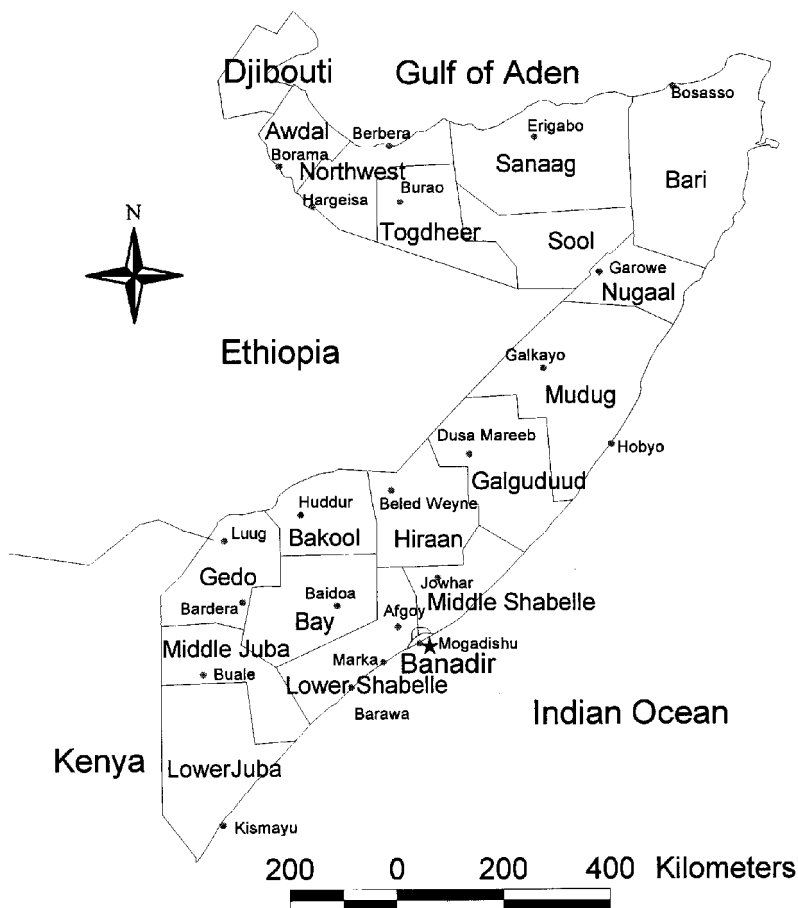 Djibouti
Gulf of Aden
Bosasso
Awdal
Berbera
Erigabo
Borama
Northwest
Sanaag
Bari
Hargeisa
Burao
N
Togdheer
Sool
Garowe
Nugaal
Ethiopia
Galkayo
Mudug
Dusa Mareeb
Hobyo
Galguduud
Huddur
Beled Weyne
Luug
Bakool
Hiraan
Gedo
Jowhar
Bardera
Baidoa
Middle Shabelle
Afgoy
Bay
Middle Juba
Mogadishu
Marka
Banadir
Buale
Lower Shabelle
Barawa
Indian Ocean
Kenya
LowerJuba
Kismayu
200 0 200 400 Kilometers